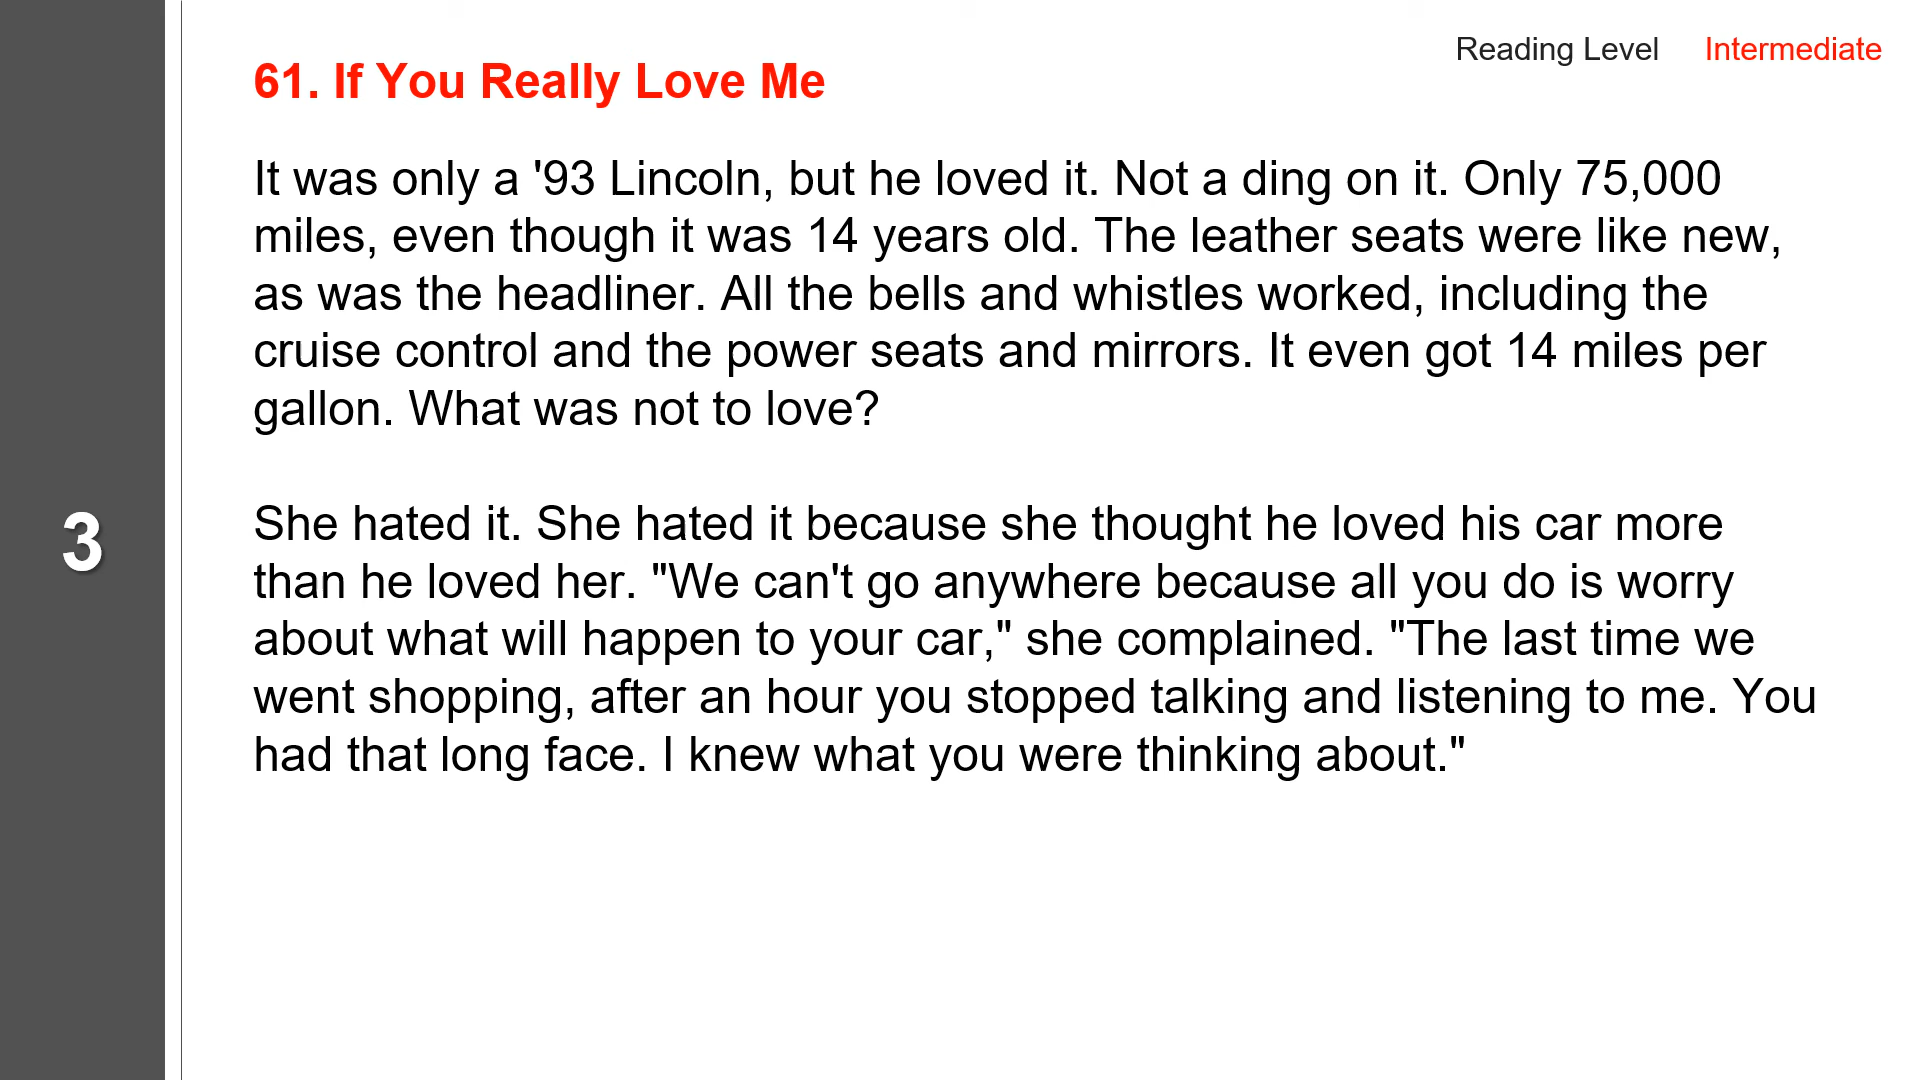 Reading Level Intermediate
61. If You Really Love Me
It was only a '93 Lincoln, but he loved it. Not a ding on it. Only 75,000
miles, even though it was 14 years old. The leather seats were like new,
as was the headliner. All the bells and whistles worked, including the
cruise control and the power seats and mirrors. It even got 14 miles per
gallon. What was not to love?
She hated it. She hated it because she thought he loved his car more
than he loved her. "We can't go anywhere because all you do is worry
about what will happen to your car," she complained. "The last time we
went shopping, after an hour you stopped talking and listening to me. You
had that long face. I knew what you were thinking about."
3